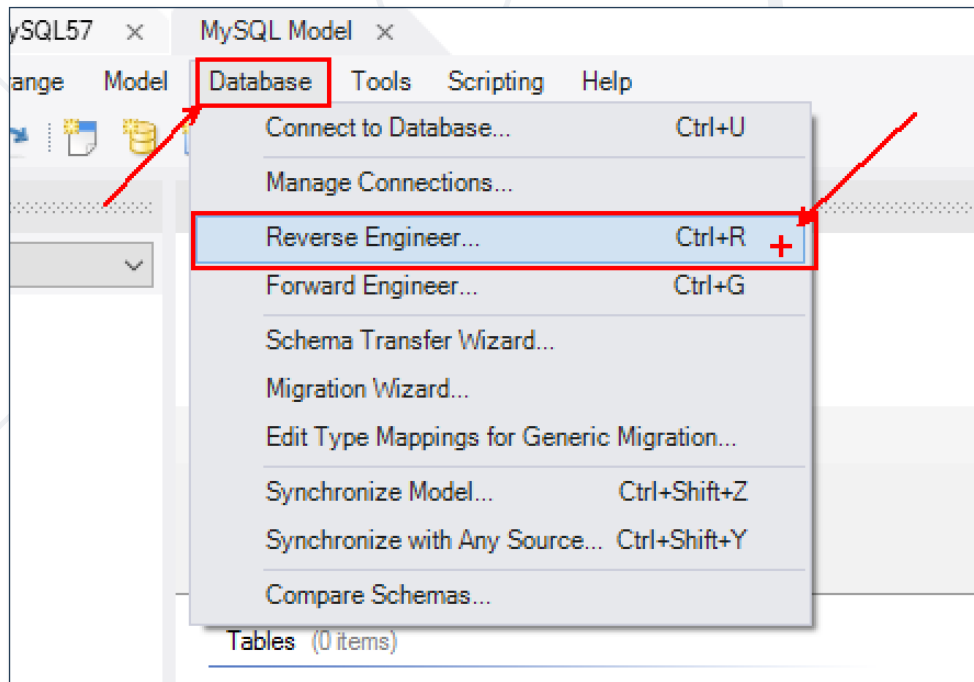 ySQL57 × MySQL Model ×
ange Model Database Tools Scripting Help
Connect to Database... Ctrl+U
Manage Connections...
Reverse Engineer... Ctrl+R
Forward Engineer... Ctrl+G
Schema Transfer Wizard...
Migration Wizard...
Edit Type Mappings for Generic Migration...
Synchronize Model... Ctrl+Shift+Z
Synchronize with Any Source... Ctrl+Shift+Y
Compare Schemas...
Tables (0 items)